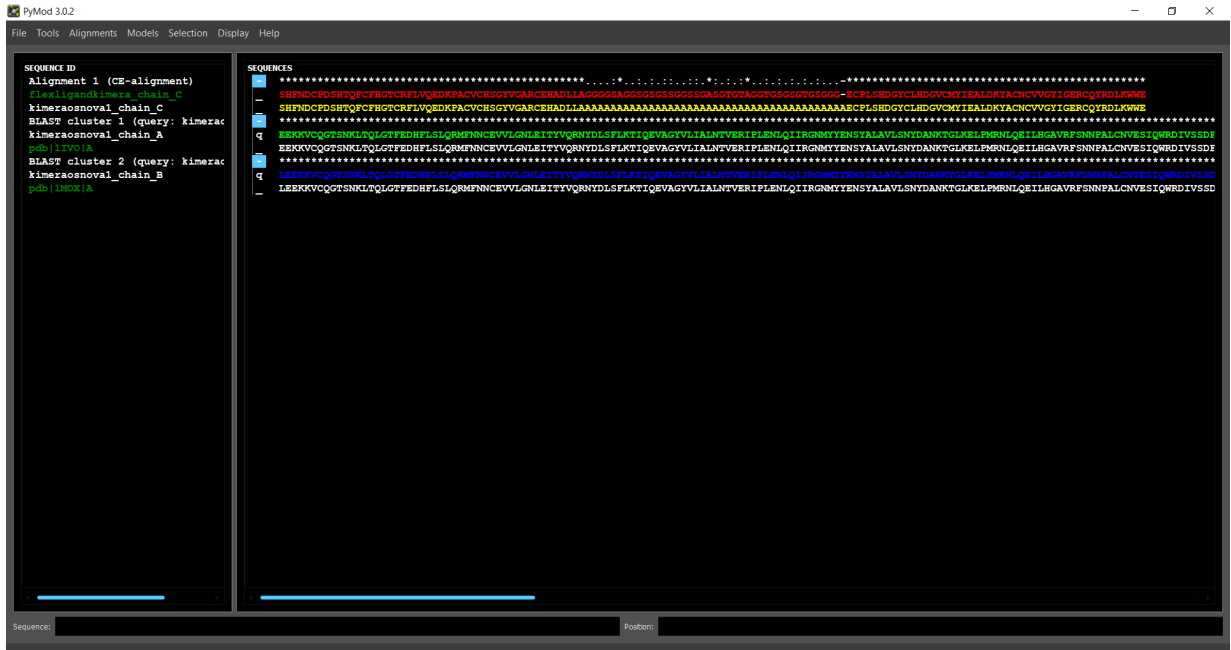 PyMod 3.0.2
File Tools Alignments Models Selection Display Help
SEQUENCE ID
Alignment 1 (CE-alignment)
flexligandkimera_chain_C
kimeraosnova1_chain_C
BLAST cluster 1 (query: kimerac
kimeraosnova1_chain_A
pdb|1IVO|A
BLAST cluster 2 (query: kimerac
kimeraosnova1_chain_B
pdb|1MOX|A
SEQUENCES
SHFNDCPDSHTQFCFHGTCRFLVQEDKPACVCHSGYVGARCEHADLLAGGGGSAGGSGSGSSGGSSGASGTGTAGGTGSGSGTGSGGG-ECPLSHDGYCLHDGVCMYIEALDKYACNCVVGYIGERCQYRDLKWWE
q EEKKVCQGTSNKLTQLGTFEDHFLSLQRMFNNCEVVLGNLEITYVQRNYDLSFLKTIQEVAGYVLIALNTVERIPLENLQIIRGNMYYENSYALAVLSNYDANKTGLKELPMRNLQEILHGAVRFSNNPALCNVESIQWRDIVSSDF
EEKKVCQGTSNKLTQLGTFEDHFLSLQRMFNNCEVVLGNLEITYVQRNYDLSFLKTIQEVAGYVLIALNTVERIPLENLQIIRGNMYYENSYALAVLSNYDANKTGLKELPMRNLQEILHGAVRFSNNPALCNVESIQWRDIVSSDF
q LEEKKVCQGTSNKLTQLGTFEDHFLSLQRMFNNCEVVLGNLEITYVQRNYDLSFLKTIQEVAGYVLIALNTVERIPLENLQIIRGNMYYENSYALAVLSNYDANKTGLKELPMRNLQEILHGAVRFSNNPALCNVESIQWRDIVSSD
LEEKKVCQGTSNKLTQLGTFEDHFLSLQRMFNNCEVVLGNLEITYVQRNYDLSFLKTIQEVAGYVLIALNTVERIPLENLQIIRGNMYYENSYALAVLSNYDANKTGLKELPMRNLQEILHGAVRFSNNPALCNVESIQWRDIVSSD
Sequence:
Position: